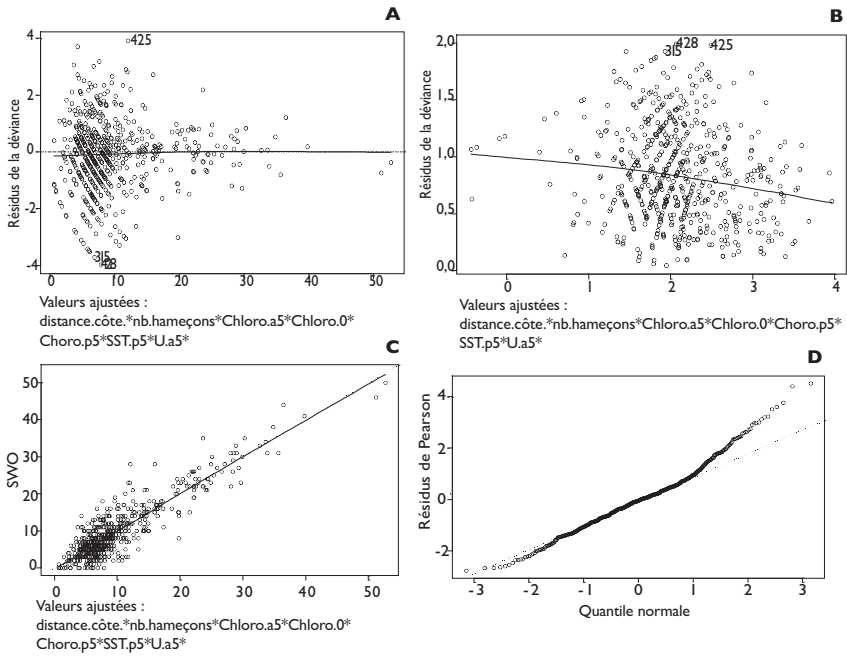 A
4
2
0
-2
-4
425
315
428
0
10
20
30
40
50
Résidus de la déviance
Valeurs ajustées :
distance.côte.*nb.hameçons*Chloro.a5*Chloro.0*
Choro.p5*SST.p5*U.a5*
B
2,0
1,5
1,0
0,5
0,0
428
315
425
0
1
2
3
4
Résidus de la déviance
Valeurs ajustées :
distance.côte.*nb.hameçons*Chloro.a5*Chloro.0*Choro.p5*
SST.p5*U.a5*
C
50
40
30
20
10
0
0
10
20
30
40
50
SWO
Valeurs ajustées :
distance.côte.*nb.hameçons*Chloro.a5*Chloro.0*
Choro.p5*SST.p5*U.a5*
D
4
2
0
-2
-3
-2
-1
0
1
2
3
Résidus de Pearson
Quantile normale